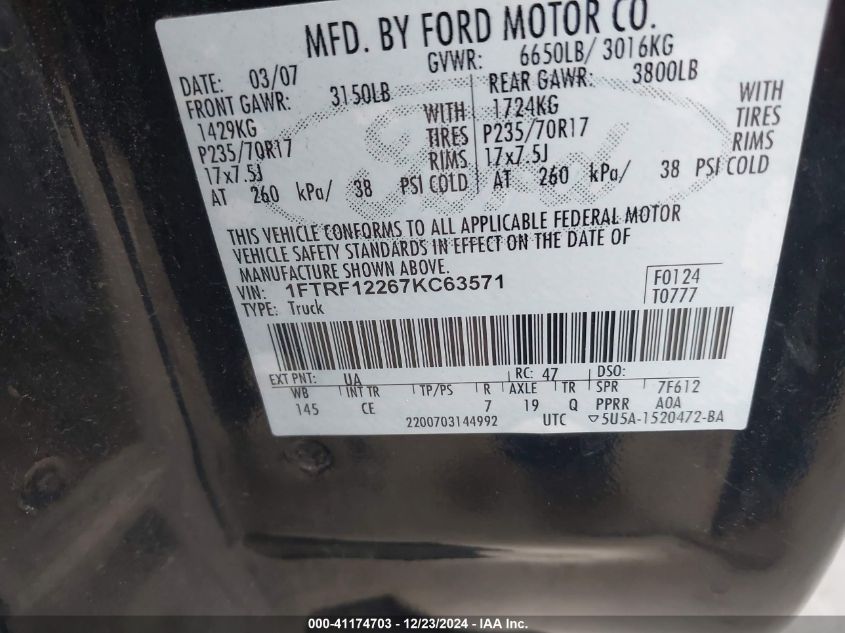 MFD. BY FORD MOTOR CO.
DATE: 03/07 GVWR: 6650LB/ 3016KG
FRONT GAWR: 3150LB REAR GAWR: 3800LB
1429KG WITH 1724KG WITH
P235/70R17 TIRES P235/70R17 TIRES
17x7.5J RIMS 17x7.5J RIMS
AT 260 kPa/ 38 PSI COLD AT 260 kPa/ 38 PSI COLD
Ford
THIS VEHICLE CONFORMS TO ALL APPLICABLE FEDERAL MOTOR
VEHICLE SAFETY STANDARDS IN EFFECT ON THE DATE OF
MANUFACTURE SHOWN ABOVE.
VIN: 1FTRF12267KC63571 F0124
TYPE: Truck T0777
EXT PNT: UA RC: 47 DSO:
WB INT TR TP/PS R AXLE TR SPR 7F612
145 CE 7 19 Q PPRR A0A
2200703144992 UTC ▽5U5A-1520472-BA
000-41174703 - 12/23/2024 - IAA Inc.